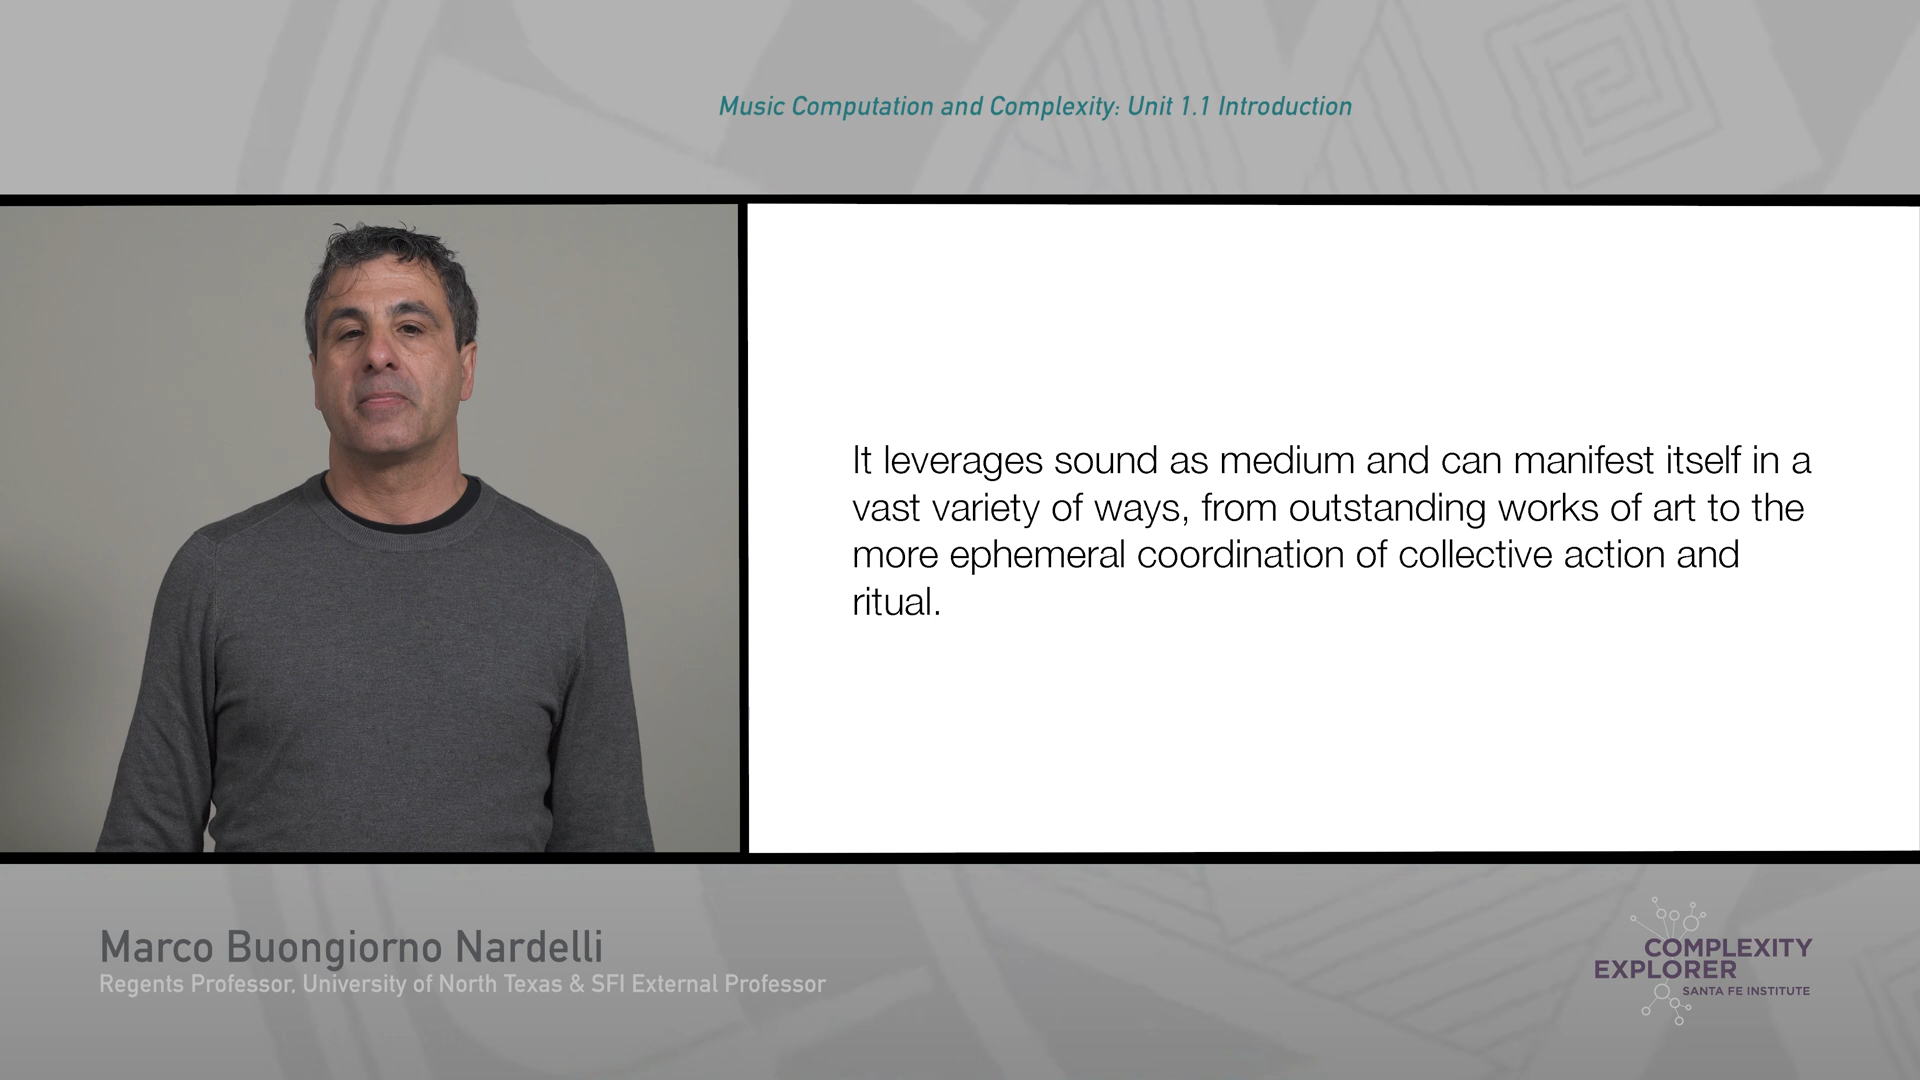 Music Computation and Complexity: Unit 1.1 Introduction
It leverages sound as medium and can manifest itself in a
vast variety of ways, from outstanding works of art to the
more ephemeral coordination of collective action and
ritual.
Marco Buongiorno Nardelli
Regents Professor, University of North Texas & SFI External Professor
COMPLEXITY
EXPLORER
SANTA FE INSTITUTE